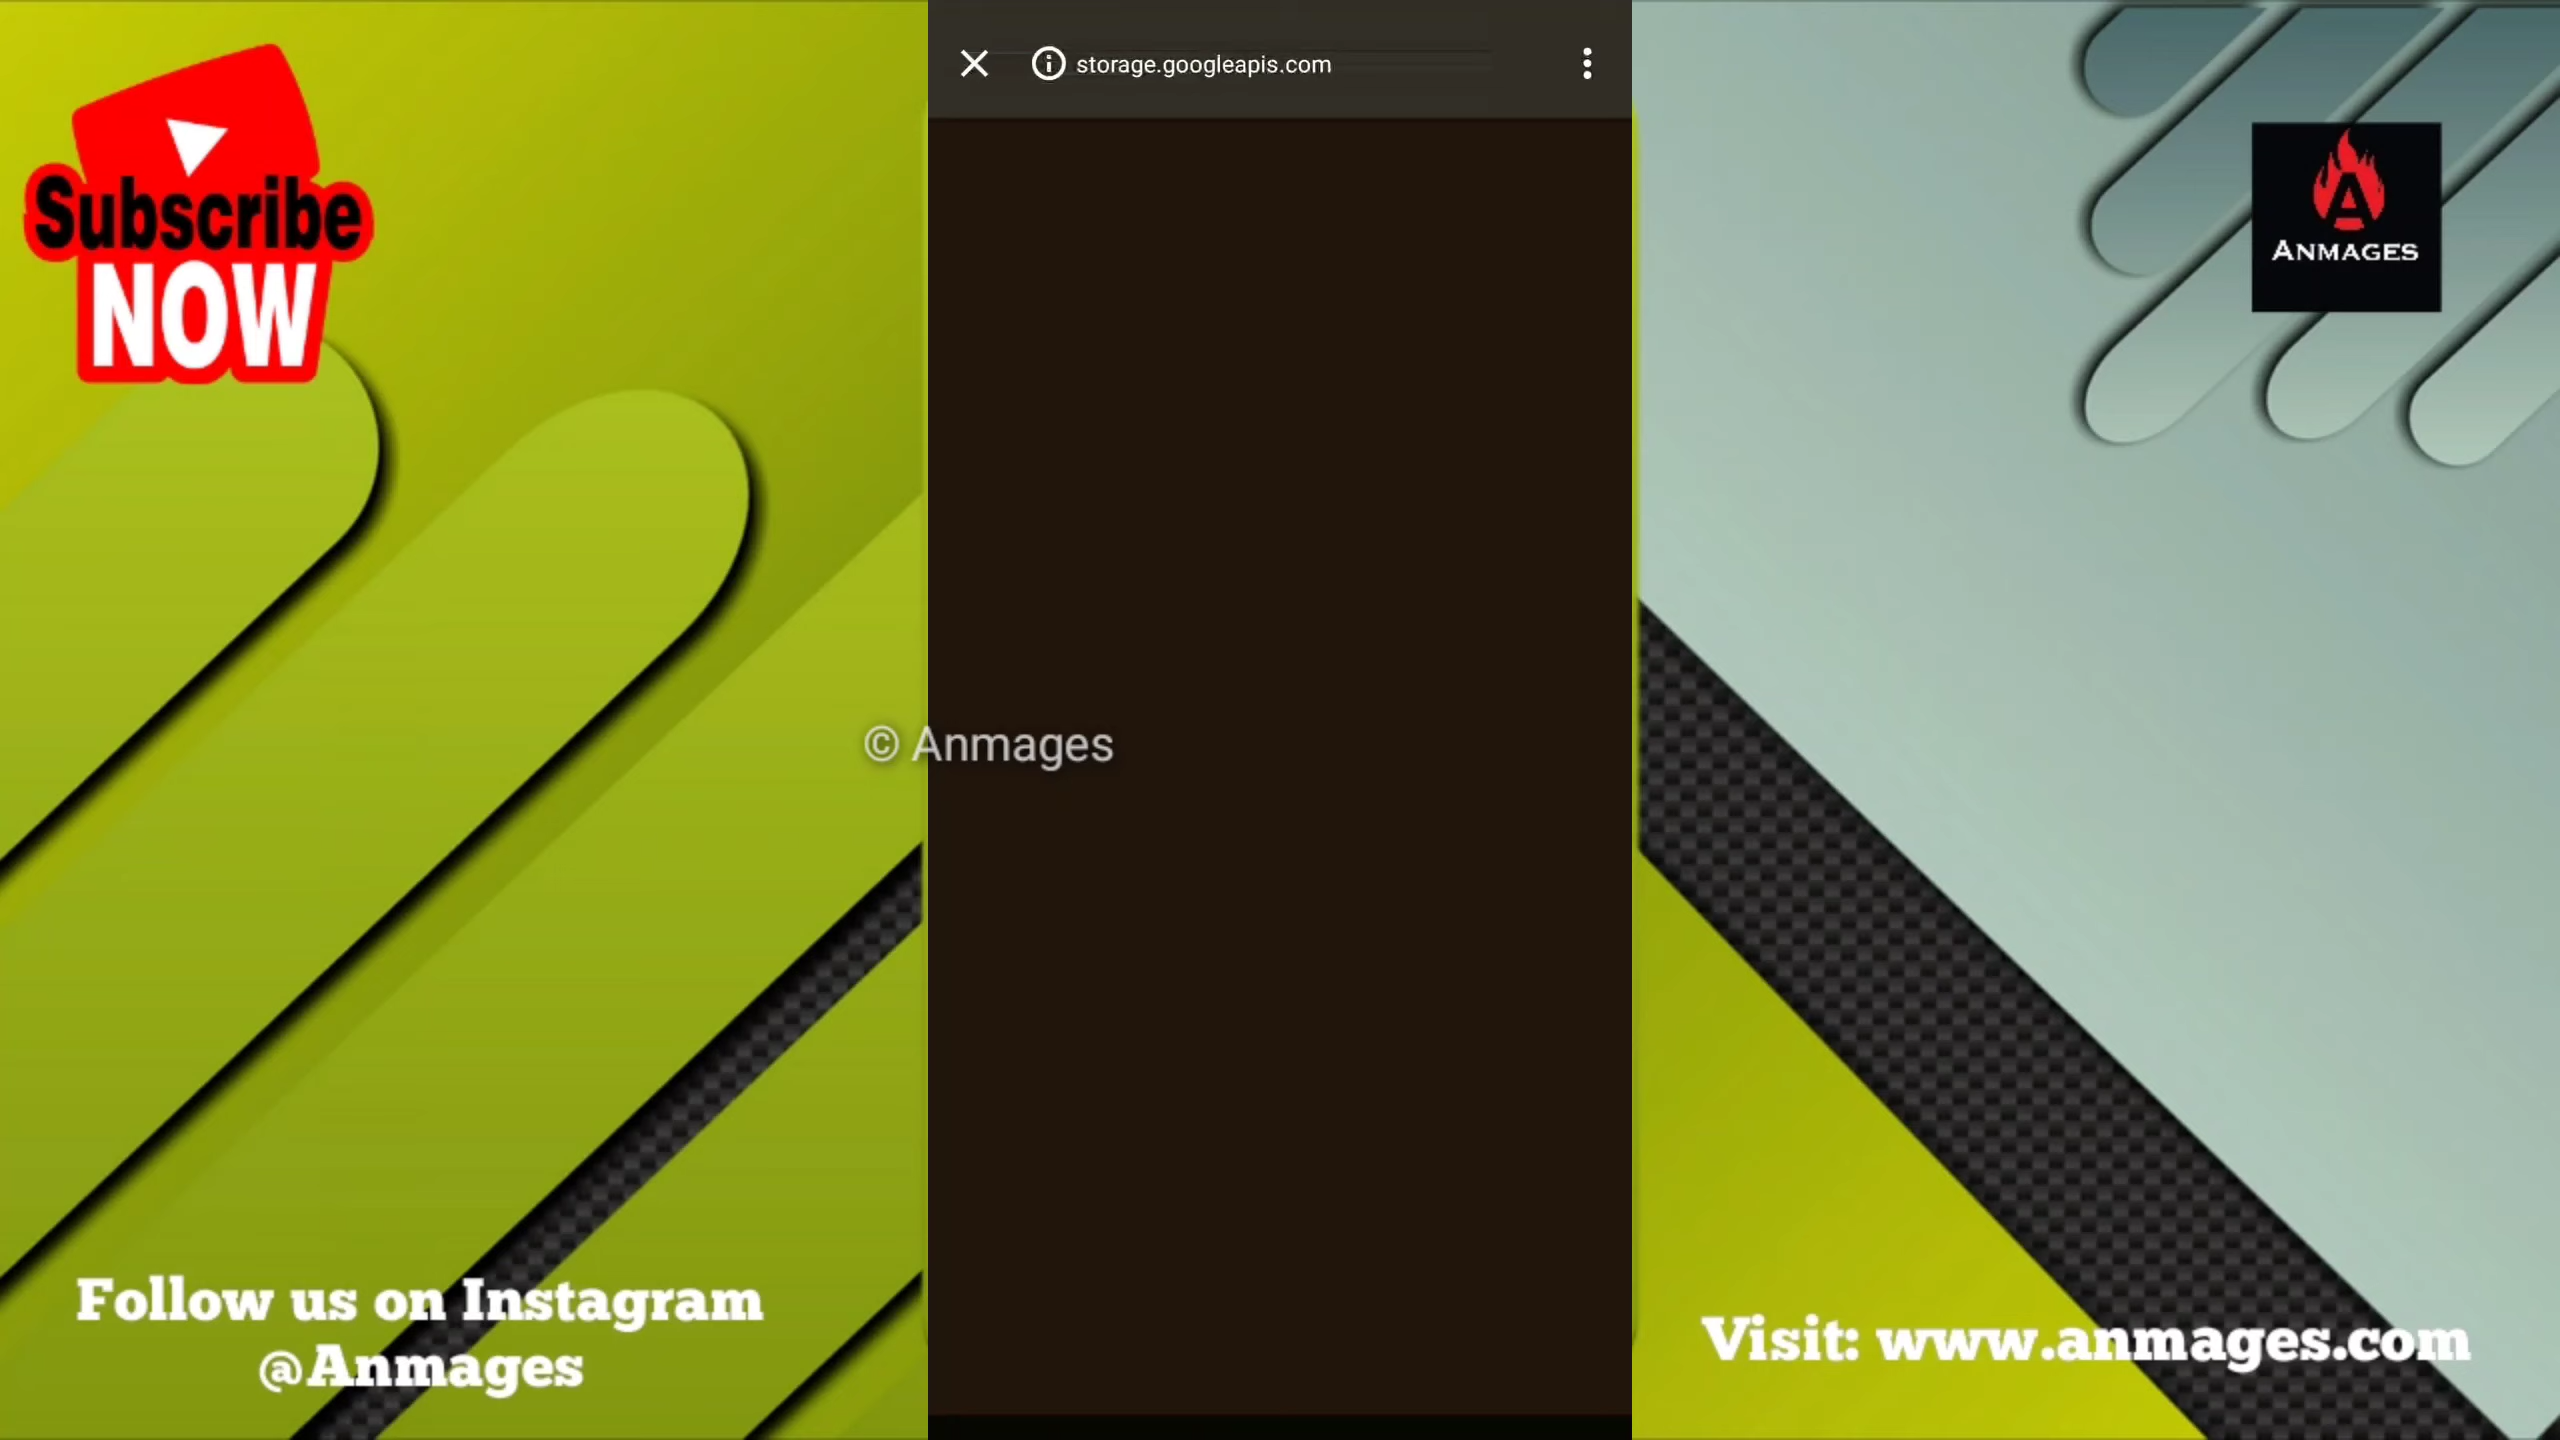 Subscribe
NOW
storage.googleapis.com
A
ANMAGES
© Anmages
Follow us on Instagram
@Anmages
Visit: www.anmages.com